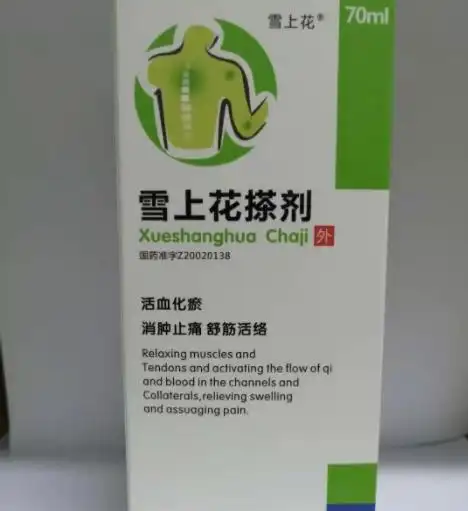 雪上花®
70ml
雪上花搽剂
Xueshanghua Chaji 外
国药准字Z20020138
活血化瘀
消肿止痛 舒筋活络
Relaxing muscles and
Tendons and activating the flow of qi
and blood in the channels and
Collaterals,relieving swelling
and assuaging pain.